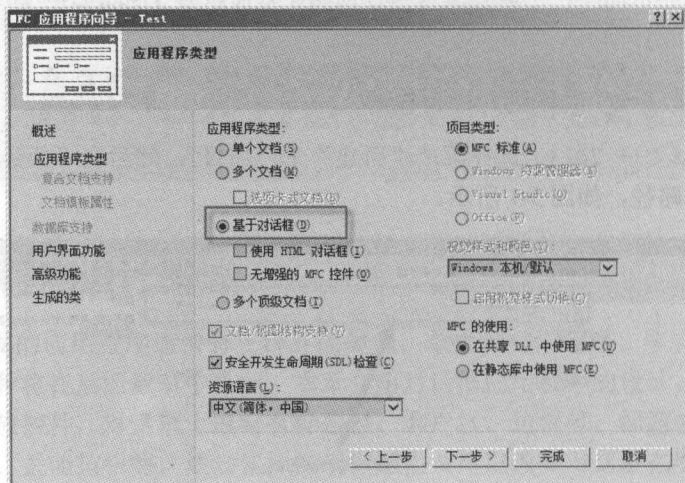 MFC 应用程序向导 - Test
应用程序类型
概述
应用程序类型
复合文档支持
文档模板属性
数据库支持
用户界面功能
高级功能
生成的类
应用程序类型:
单个文档(S)
多个文档(M)
选项卡式文档(B)
基于对话框(D)
使用 HTML 对话框(I)
无增强的 MFC 控件(O)
多个顶级文档(T)
文档/视图结构支持(V)
安全开发生命周期(SDL)检查(C)
资源语言(L):
中文(简体，中国)
项目类型:
MFC 标准(A)
Windows 资源管理器(X)
Visual Studio(Q)
Office(F)
视觉样式和颜色(Y):
Windows 本机/默认
启用视觉样式切换(C)
MFC 的使用:
在共享 DLL 中使用 MFC(U)
在静态库中使用 MFC(E)
< 上一步
下一步 >
完成
取消